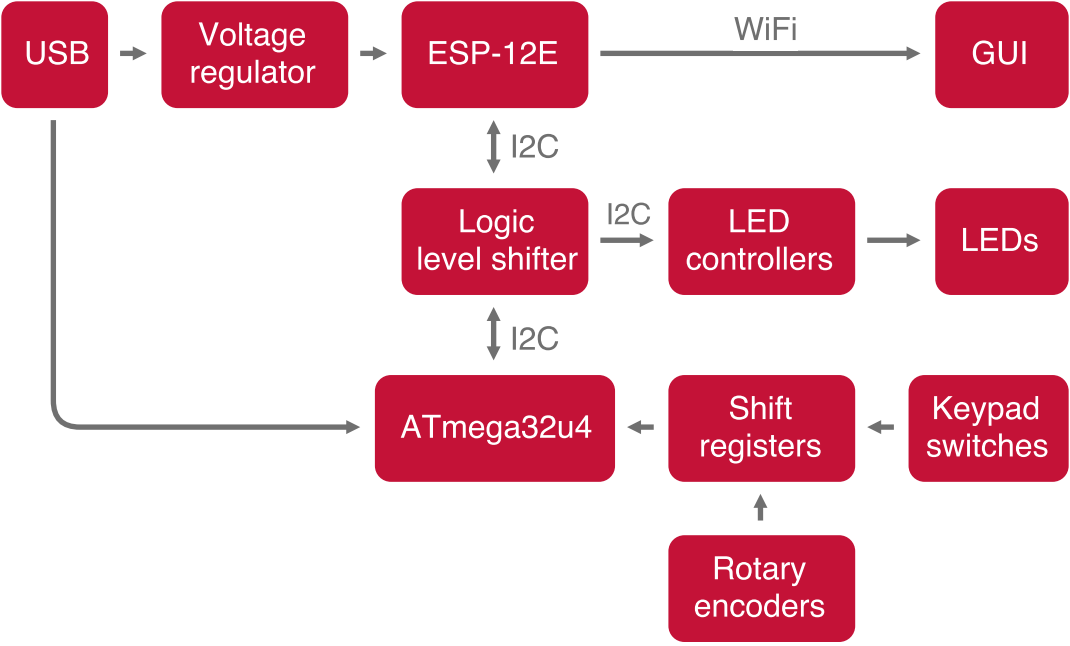 USB
Voltage
regulator
ESP-12E
WiFi
GUI
I2C
Logic
level shifter
I2C
LED
controllers
LEDs
I2C
ATmega32u4
Shift
registers
Keypad
switches
Rotary
encoders